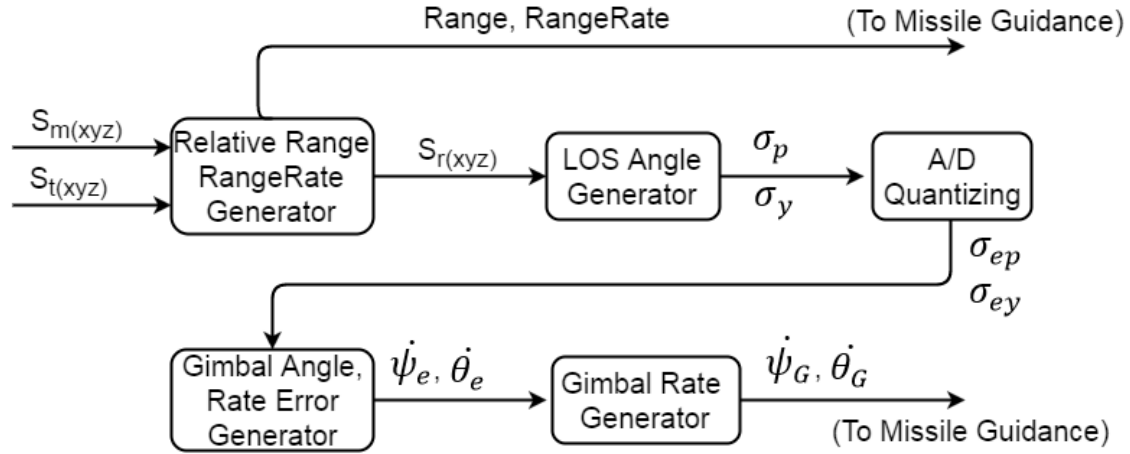 Range, RangeRate
(To Missile Guidance)
S_m(xyz)
S_t(xyz)
Relative Range
RangeRate
Generator
S_r(xyz)
LOS Angle
Generator
σ_p
σ_y
A/D
Quantizing
σ_ep
σ_ey
Gimbal Angle,
Rate Error
Generator
ψ̇_e, θ̇_e
Gimbal Rate
Generator
ψ̇_G, θ̇_G
(To Missile Guidance)